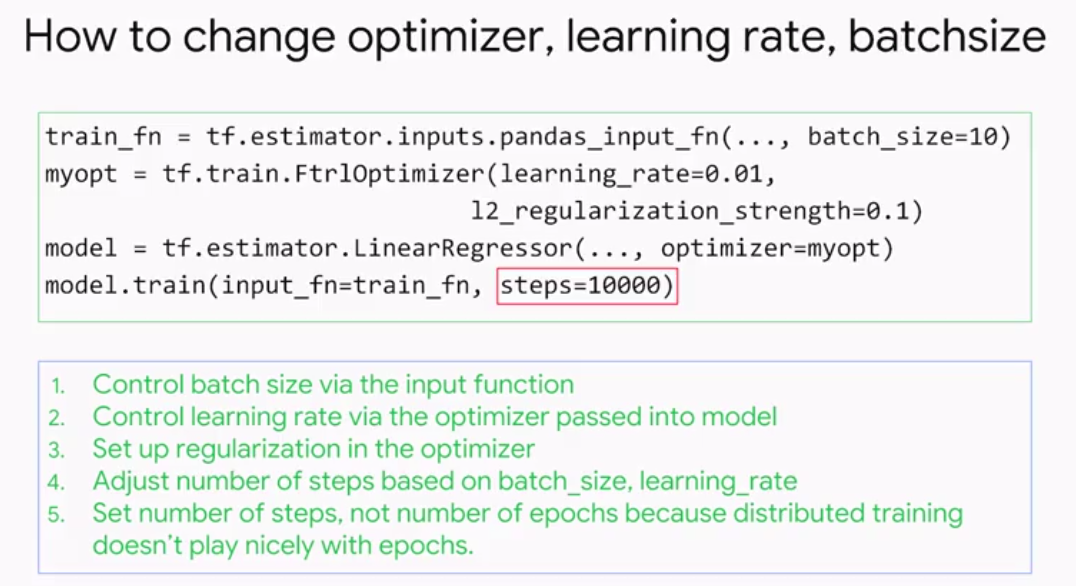 How to change optimizer, learning rate, batchsize
train_fn = tf.estimator.inputs.pandas_input_fn(..., batch_size=10)
myopt = tf.train.FtrlOptimizer(learning_rate=0.01,
l2_regularization_strength=0.1)
model = tf.estimator.LinearRegressor(..., optimizer=myopt)
model.train(input_fn=train_fn, steps=10000)
1. Control batch size via the input function
2. Control learning rate via the optimizer passed into model
3. Set up regularization in the optimizer
4. Adjust number of steps based on batch_size, learning_rate
5. Set number of steps, not number of epochs because distributed training
doesn't play nicely with epochs.